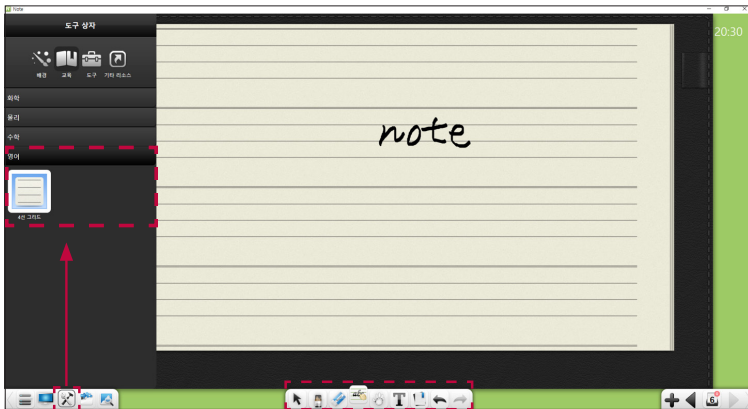 Note
도구 상자
20:30
배경 교육 도구 기타 리소스
화학
물리
수학
영어
note
4선 그리드
T
6